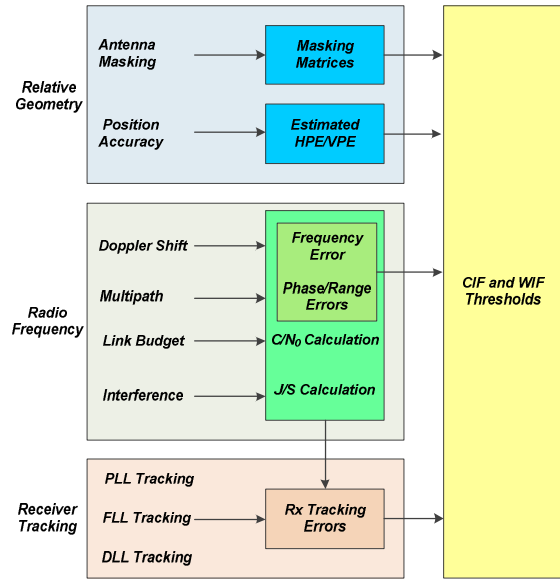 Relative
Geometry
Antenna
Masking
Masking
Matrices
Position
Accuracy
Estimated
HPE/VPE
Radio
Frequency
Doppler Shift
Frequency
Error
Multipath
Phase/Range
Errors
Link Budget
C/N₀ Calculation
Interference
J/S Calculation
Receiver
Tracking
PLL Tracking
FLL Tracking
DLL Tracking
Rx Tracking
Errors
CIF and WIF
Thresholds